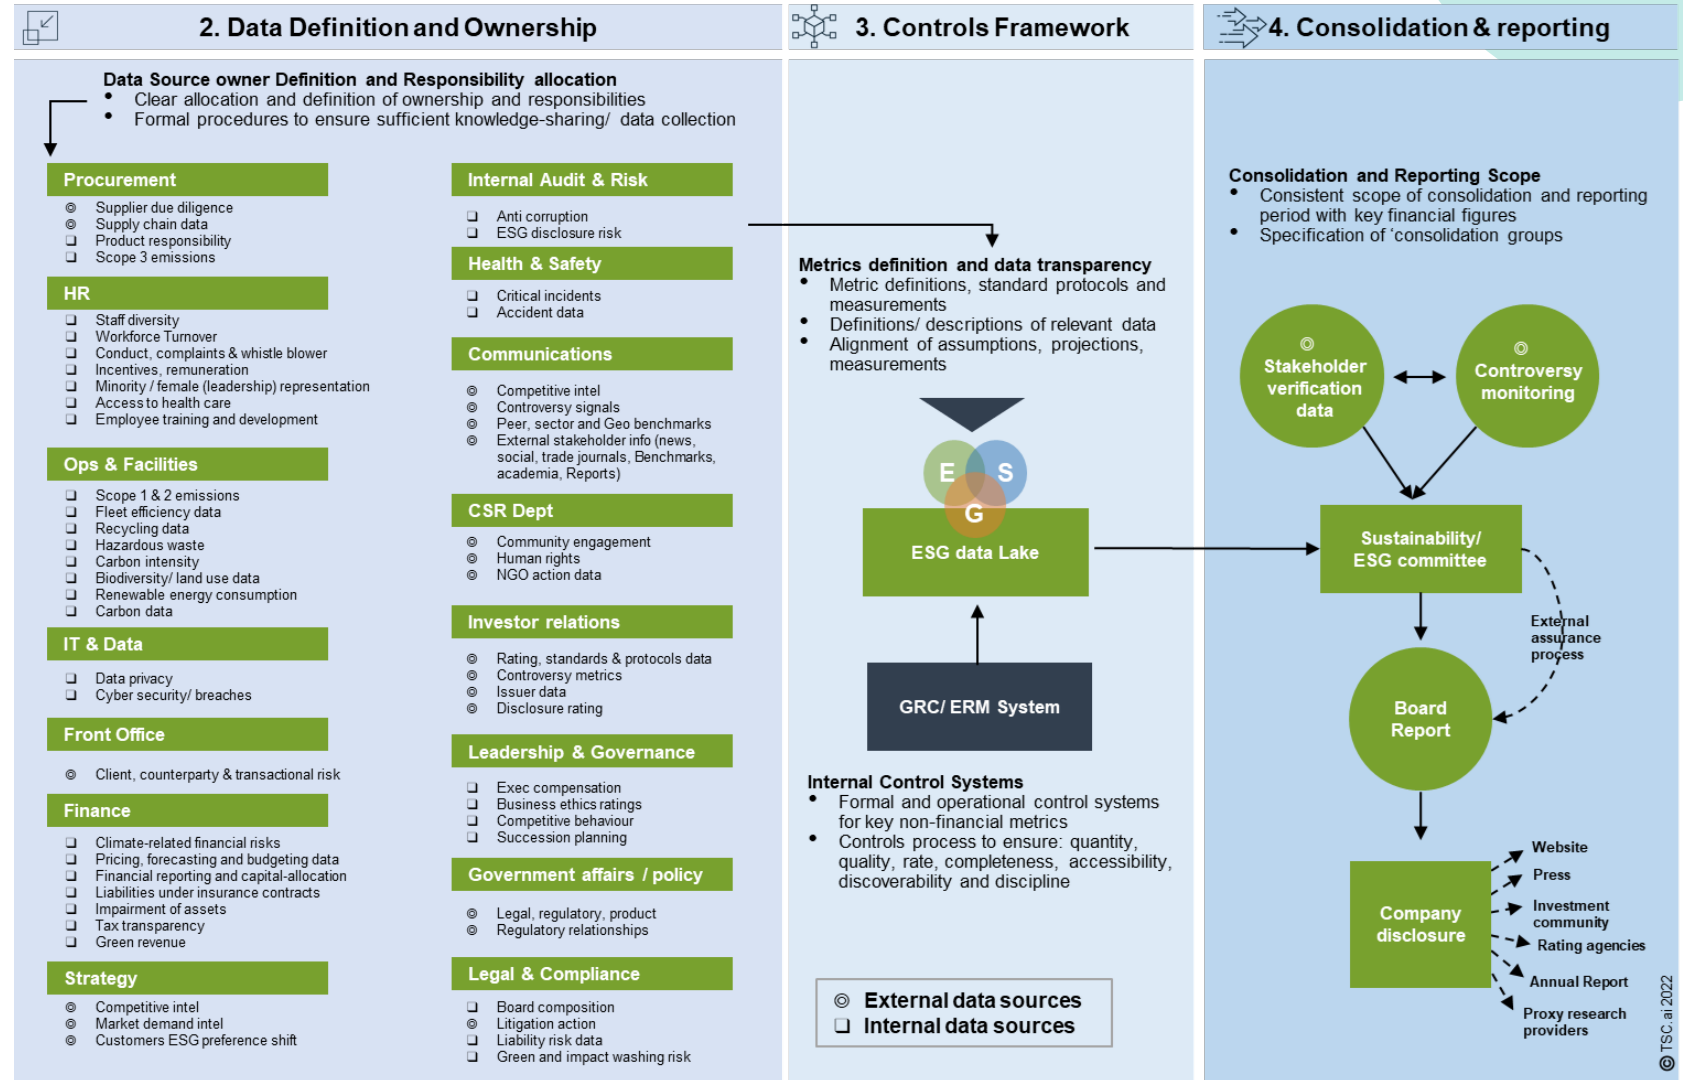 2. Data Definition and Ownership
Data Source owner Definition and Responsibility allocation
• Clear allocation and definition of ownership and responsibilities
• Formal procedures to ensure sufficient knowledge-sharing/ data collection
Procurement
◎ Supplier due diligence
◎ Supply chain data
❑ Product responsibility
❑ Scope 3 emissions
HR
❑ Staff diversity
❑ Workforce Turnover
❑ Conduct, complaints & whistle blower
❑ Incentives, remuneration
❑ Minority / female (leadership) representation
❑ Access to health care
❑ Employee training and development
Ops & Facilities
❑ Scope 1 & 2 emissions
❑ Fleet efficiency data
❑ Recycling data
❑ Hazardous waste
❑ Carbon intensity
❑ Biodiversity/ land use data
❑ Renewable energy consumption
❑ Carbon data
IT & Data
❑ Data privacy
❑ Cyber security/ breaches
Front Office
◎ Client, counterparty & transactional risk
Finance
❑ Climate-related financial risks
❑ Pricing, forecasting and budgeting data
❑ Financial reporting and capital-allocation
❑ Liabilities under insurance contracts
❑ Impairment of assets
❑ Tax transparency
❑ Green revenue
Strategy
◎ Competitive intel
◎ Market demand intel
◎ Customers ESG preference shift
Internal Audit & Risk
❑ Anti corruption
❑ ESG disclosure risk
Health & Safety
❑ Critical incidents
❑ Accident data
Communications
◎ Competitive intel
◎ Controversy signals
◎ Peer, sector and Geo benchmarks
◎ External stakeholder info (news,
social, trade journals, Benchmarks,
academia, Reports)
CSR Dept
◎ Community engagement
◎ Human rights
◎ NGO action data
Investor relations
◎ Rating, standards & protocols data
◎ Controversy metrics
◎ Issuer data
◎ Disclosure rating
Leadership & Governance
❑ Exec compensation
❑ Business ethics ratings
❑ Competitive behaviour
❑ Succession planning
Government affairs / policy
◎ Legal, regulatory, product
◎ Regulatory relationships
Legal & Compliance
❑ Board composition
◎ Litigation action
❑ Liability risk data
❑ Green and impact washing risk
3. Controls Framework
Metrics definition and data transparency
• Metric definitions, standard protocols and
measurements
• Definitions/ descriptions of relevant data
• Alignment of assumptions, projections,
measurements
E S
G
ESG data Lake
GRC/ ERM System
Internal Control Systems
• Formal and operational control systems
for key non-financial metrics
• Controls process to ensure: quantity,
quality, rate, completeness, accessibility,
discoverability and discipline
◎ External data sources
❑ Internal data sources
4. Consolidation & reporting
Consolidation and Reporting Scope
• Consistent scope of consolidation and reporting
period with key financial figures
• Specification of ‘consolidation groups
◎
Stakeholder
verification
data
◎
Controversy
monitoring
Sustainability/
ESG committee
External
assurance
process
Board
Report
Company
disclosure
Website
Press
Investment
community
Rating agencies
Annual Report
Proxy research
providers
© TSC.ai 2022